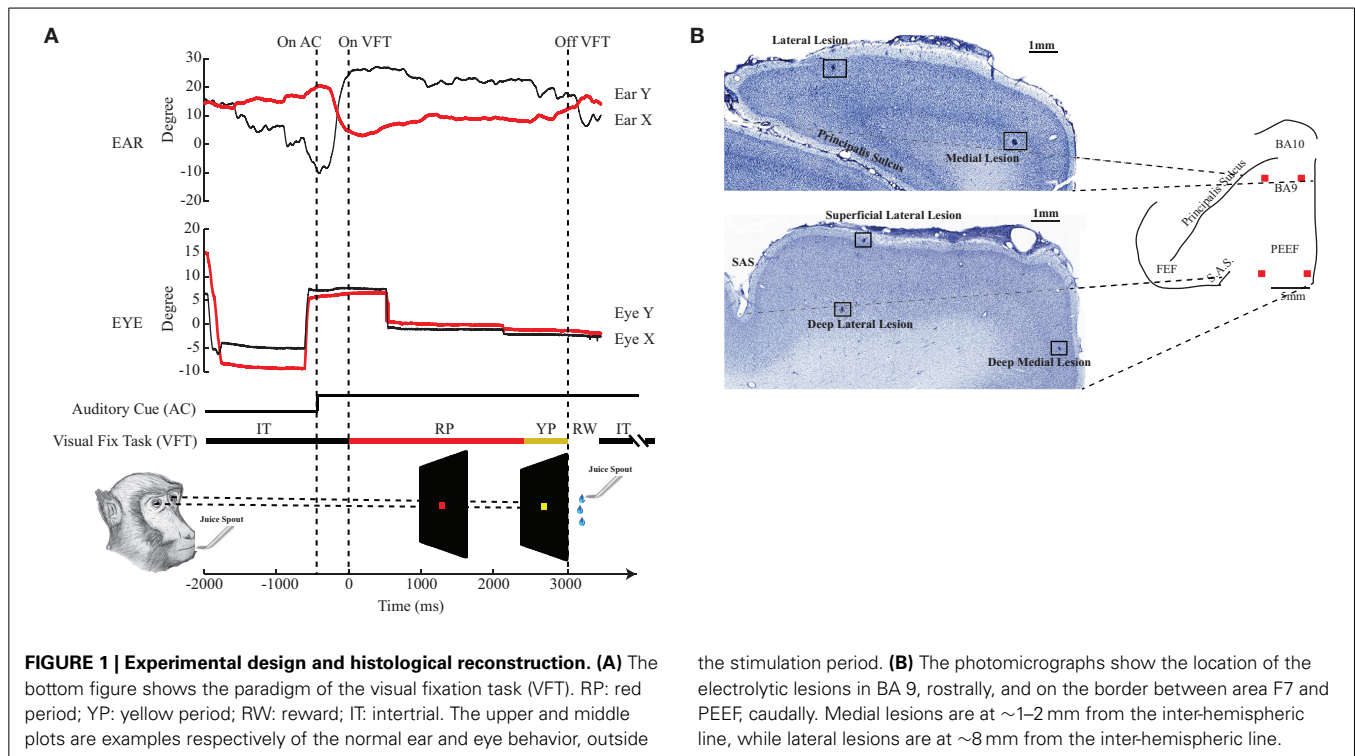 A
On AC
On VFT
Off VFT
30
20
10
0
-10
-20
Degree
EAR
Ear Y
Ear X
20
15
10
5
0
-5
-10
Degree
EYE
Eye Y
Eye X
Auditory Cue (AC)
Visual Fix Task (VFT)
IT
RP
YP
RW
IT
Juice Spout
Juice Spout
-2000
-1000
0
1000
2000
3000
Time (ms)
B
Lateral Lesion
1mm
Principalis Sulcus
Medial Lesion
Superficial Lateral Lesion
1mm
SAS
Deep Lateral Lesion
Deep Medial Lesion
BA10
BA9
Principalis Sulcus
PEEF
FEF
S.A.S.
5mm
FIGURE 1 | Experimental design and histological reconstruction. (A) The
bottom figure shows the paradigm of the visual fixation task (VFT). RP: red
period; YP: yellow period; RW: reward; IT: intertrial. The upper and middle
plots are examples respectively of the normal ear and eye behavior, outside
the stimulation period. (B) The photomicrographs show the location of the
electrolytic lesions in BA 9, rostrally, and on the border between area F7 and
PEEF, caudally. Medial lesions are at ∼1–2 mm from the inter-hemispheric
line, while lateral lesions are at ∼8 mm from the inter-hemispheric line.